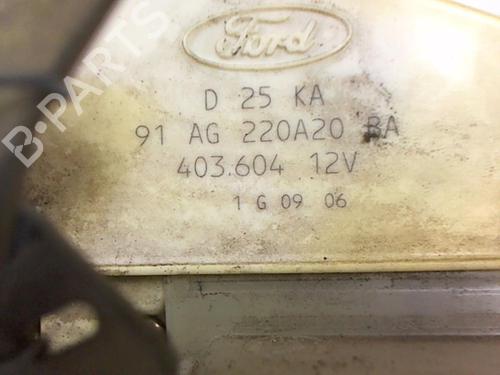 B-PARTS
Ford
D 25 KA
91 AG 220A20 BA
403.604 12V
1 G 09 06